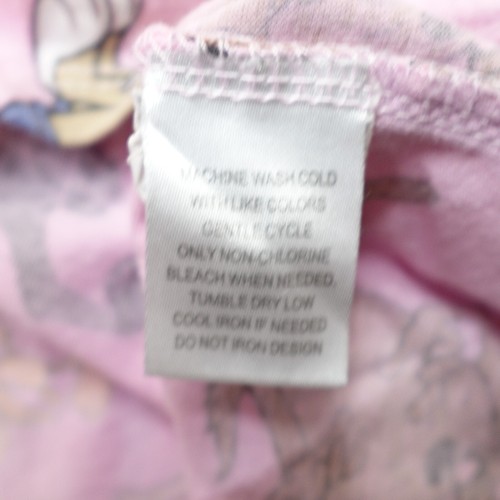 MACHINE WASH COLD
WITH LIKE COLORS
GENTLE CYCLE
ONLY NON-CHLORINE
BLEACH WHEN NEEDED.
TUMBLE DRY LOW
COOL IRON IF NEEDED
DO NOT IRON DESIGN